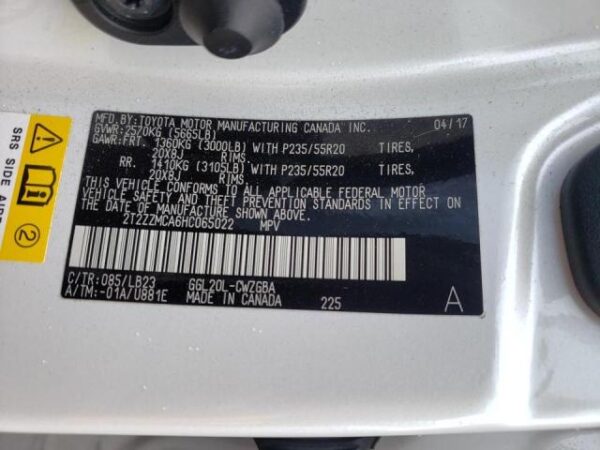 MFD. BY: TOYOTA MOTOR MANUFACTURING CANADA INC. 04/17
GVWR: 2570KG (5665LB)
GAWR: FRT. 1360KG (3000LB) WITH P235/55R20 TIRES,
20X8J RIMS.
RR. 1410KG (3105LB) WITH P235/55R20 TIRES,
20X8J RIMS.
THIS VEHICLE CONFORMS TO ALL APPLICABLE FEDERAL MOTOR
VEHICLE SAFETY AND THEFT PREVENTION STANDARDS IN EFFECT ON
THE DATE OF MANUFACTURE SHOWN ABOVE.
2T2ZZMCA6HC065022 MPV
C/TR: 085/LB23 GGL20L-CWZGBA
A/TM: -01A/U881E MADE IN CANADA 225 A
SRS SIDE AIR
2